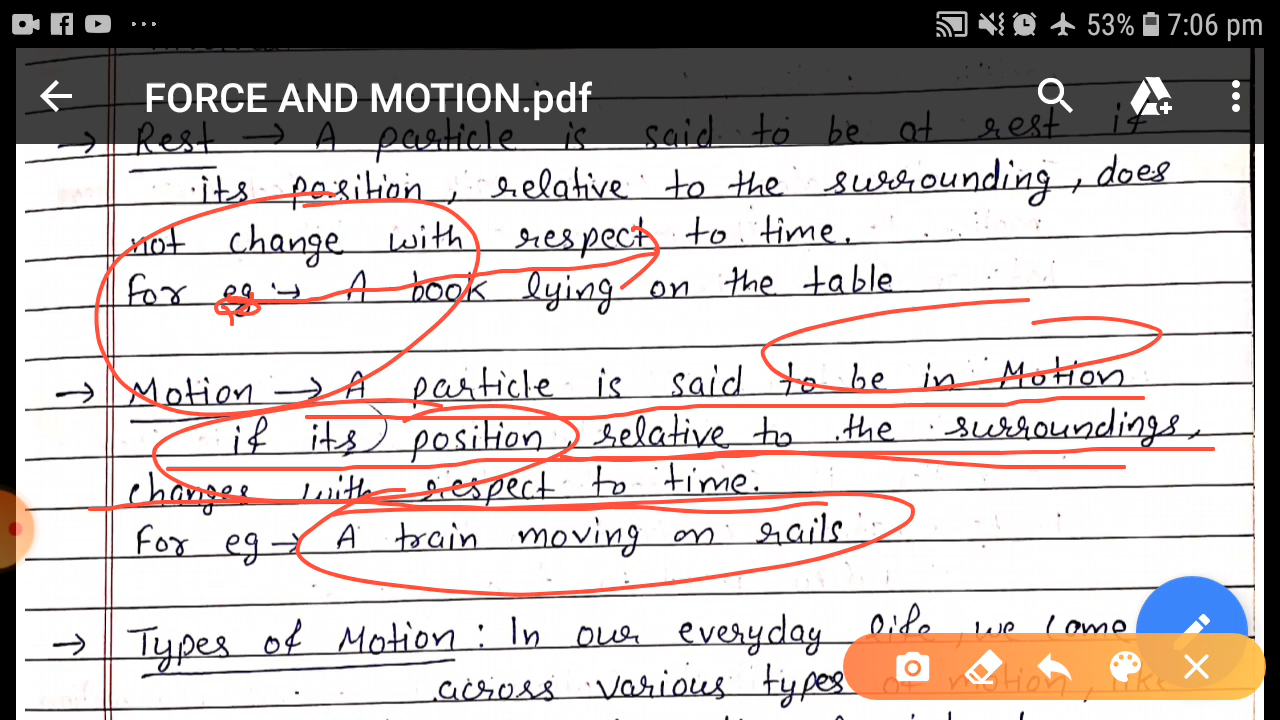 53% 7:06 pm
FORCE AND MOTION.pdf
→ Rest → A particle is said to be at rest if
its position, relative to the surrounding, does
not change with respect to time.
For eg :→ A book lying on the table
→ Motion → A particle is said to be in Motion
if its position, relative to the surroundings,
changes with respect to time.
For eg → A train moving on rails
→ Types of Motion : In our everyday life, we come
across various types of motion, like